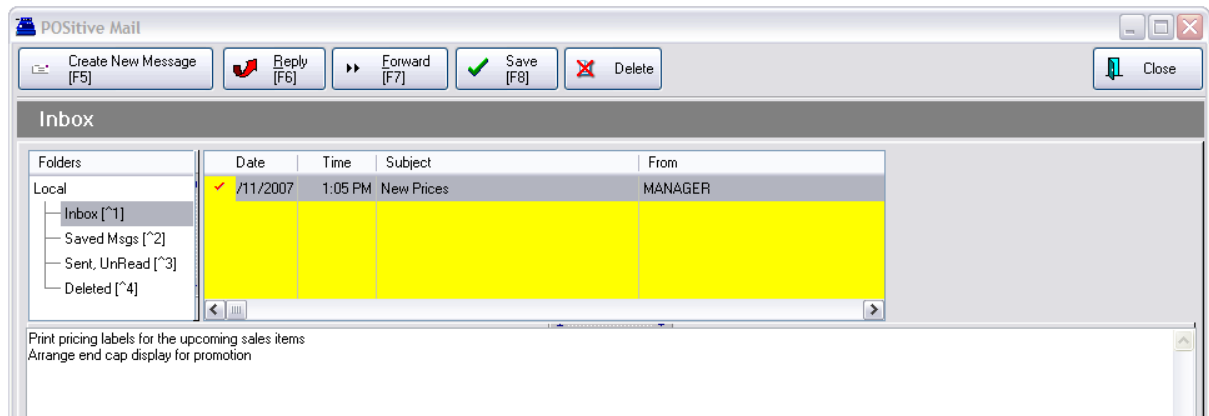 POSitive Mail
Create New Message
[F5]
Reply
[F6]
Forward
[F7]
Save
[F8]
Delete
Close
Inbox
Folders
Date Time Subject From
Local
/11/2007 1:05 PM New Prices MANAGER
Inbox [^1]
Saved Msgs [^2]
Sent, UnRead [^3]
Deleted [^4]
Print pricing labels for the upcoming sales items
Arrange end cap display for promotion